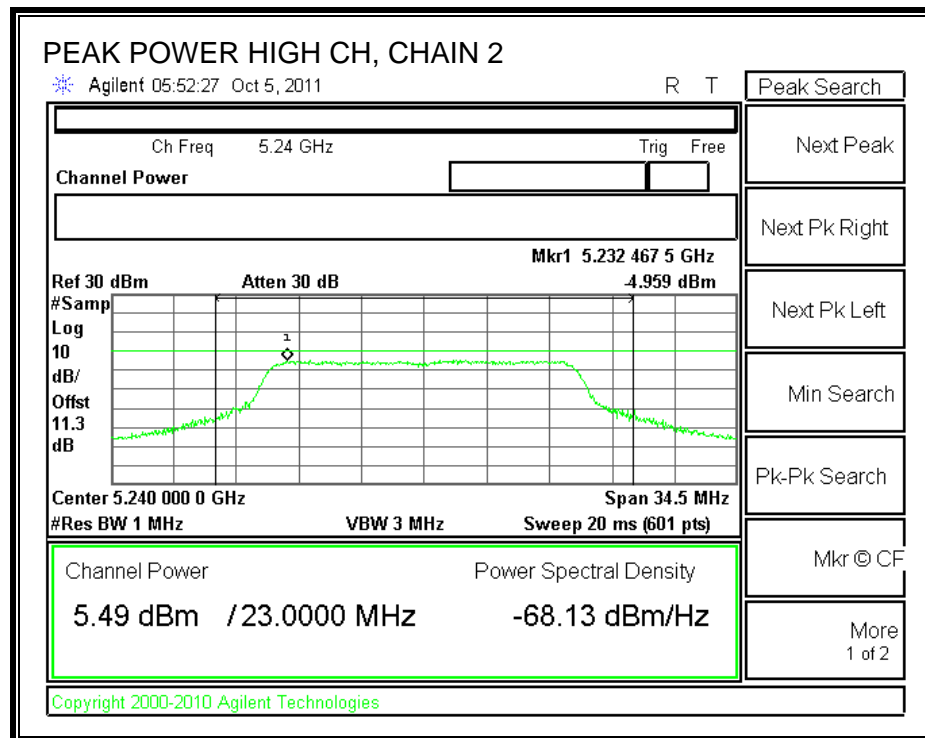 PEAK POWER HIGH CH, CHAIN 2
Agilent 05:52:27 Oct 5, 2011 R T
Peak Search
Ch Freq 5.24 GHz Trig Free
Channel Power
Next Peak
Next Pk Right
Mkr1 5.232 467 5 GHz
Ref 30 dBm Atten 30 dB -4.959 dBm
#Samp
Log
10
dB/
Offst
11.3
dB
1
Next Pk Left
Min Search
Pk-Pk Search
Center 5.240 000 0 GHz Span 34.5 MHz
#Res BW 1 MHz VBW 3 MHz Sweep 20 ms (601 pts)
Mkr © CF
Channel Power Power Spectral Density
5.49 dBm / 23.0000 MHz -68.13 dBm/Hz
More
1 of 2
Copyright 2000-2010 Agilent Technologies